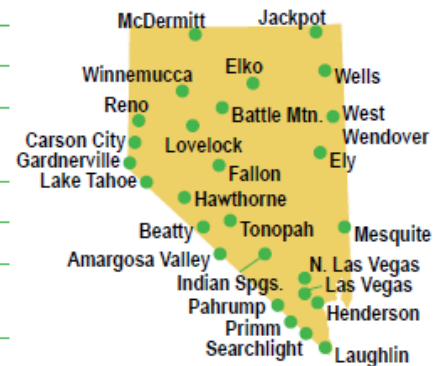 McDermitt
Jackpot
Elko
Winnemucca
Wells
Reno
Battle Mtn.
West
Wendover
Carson City
Lovelock
Gardnerville
Fallon
Ely
Lake Tahoe
Hawthorne
Beatty
Tonopah
Mesquite
Amargosa Valley
N. Las Vegas
Indian Spgs.
Las Vegas
Pahrump
Henderson
Primm
Searchlight
Laughlin